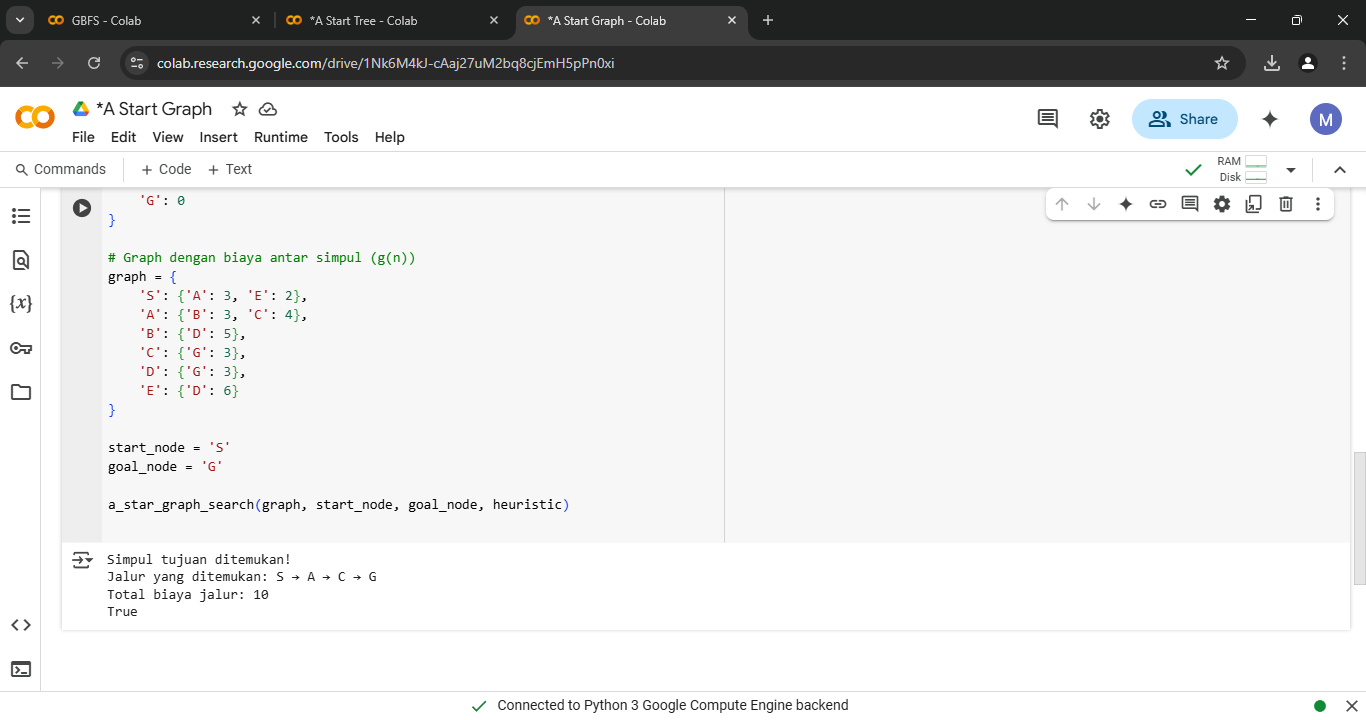 GBFS - Colab
*A Start Tree - Colab
*A Start Graph - Colab
colab.research.google.com/drive/1Nk6M4kJ-cAaj27uM2bq8cjEmH5pPn0xi
*A Start Graph
File Edit View Insert Runtime Tools Help
Share
M
Commands + Code + Text
RAM
Disk
'G': 0
}
# Graph dengan biaya antar simpul (g(n))
graph = {
'S': {'A': 3, 'E': 2},
'A': {'B': 3, 'C': 4},
'B': {'D': 5},
'C': {'G': 3},
'D': {'G': 3},
'E': {'D': 6}
}
start_node = 'S'
goal_node = 'G'
a_star_graph_search(graph, start_node, goal_node, heuristic)
Simpul tujuan ditemukan!
Jalur yang ditemukan: S → A → C → G
Total biaya jalur: 10
True
Connected to Python 3 Google Compute Engine backend